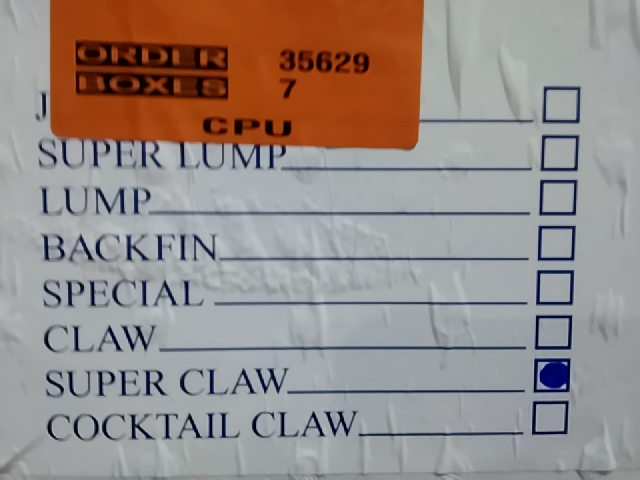 ORDER 35629
BOXES 7
CPU
J
SUPER LUMP
LUMP
BACKFIN
SPECIAL
CLAW
SUPER CLAW
COCKTAIL CLAW